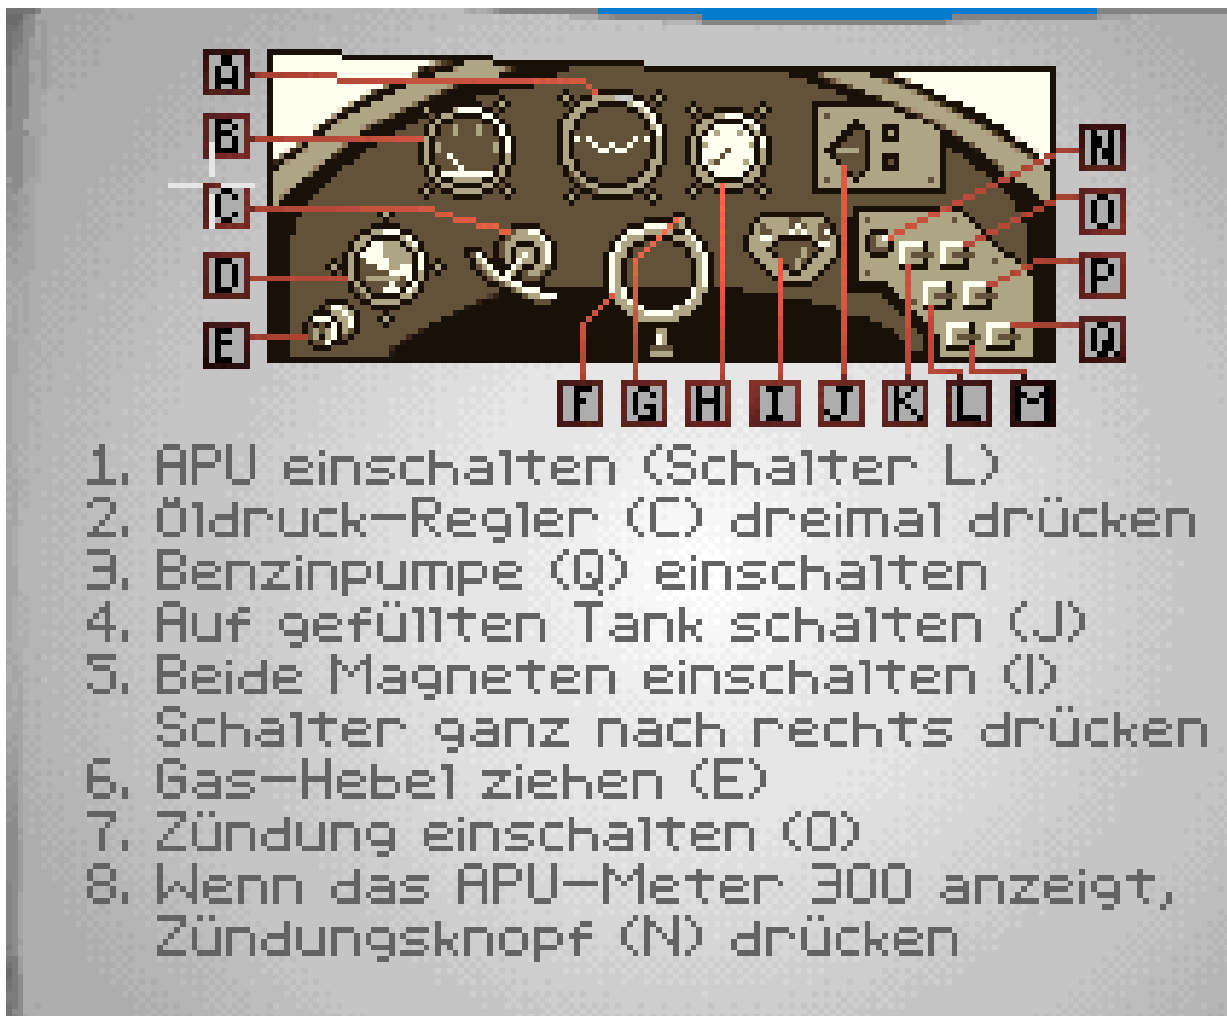 A
B
C
D
E
F G H I J K L M
N
O
P
Q
1. APU einschalten (Schalter L)
2. Öldruck-Regler (C) dreimal drücken
3. Benzinpumpe (Q) einschalten
4. Auf gefüllten Tank schalten (J)
5. Beide Magneten einschalten (I)
Schalter ganz nach rechts drücken
6. Gas-Hebel ziehen (E)
7. Zündung einschalten (O)
8. Wenn das APU-Meter 300 anzeigt,
Zündungsknopf (N) drücken